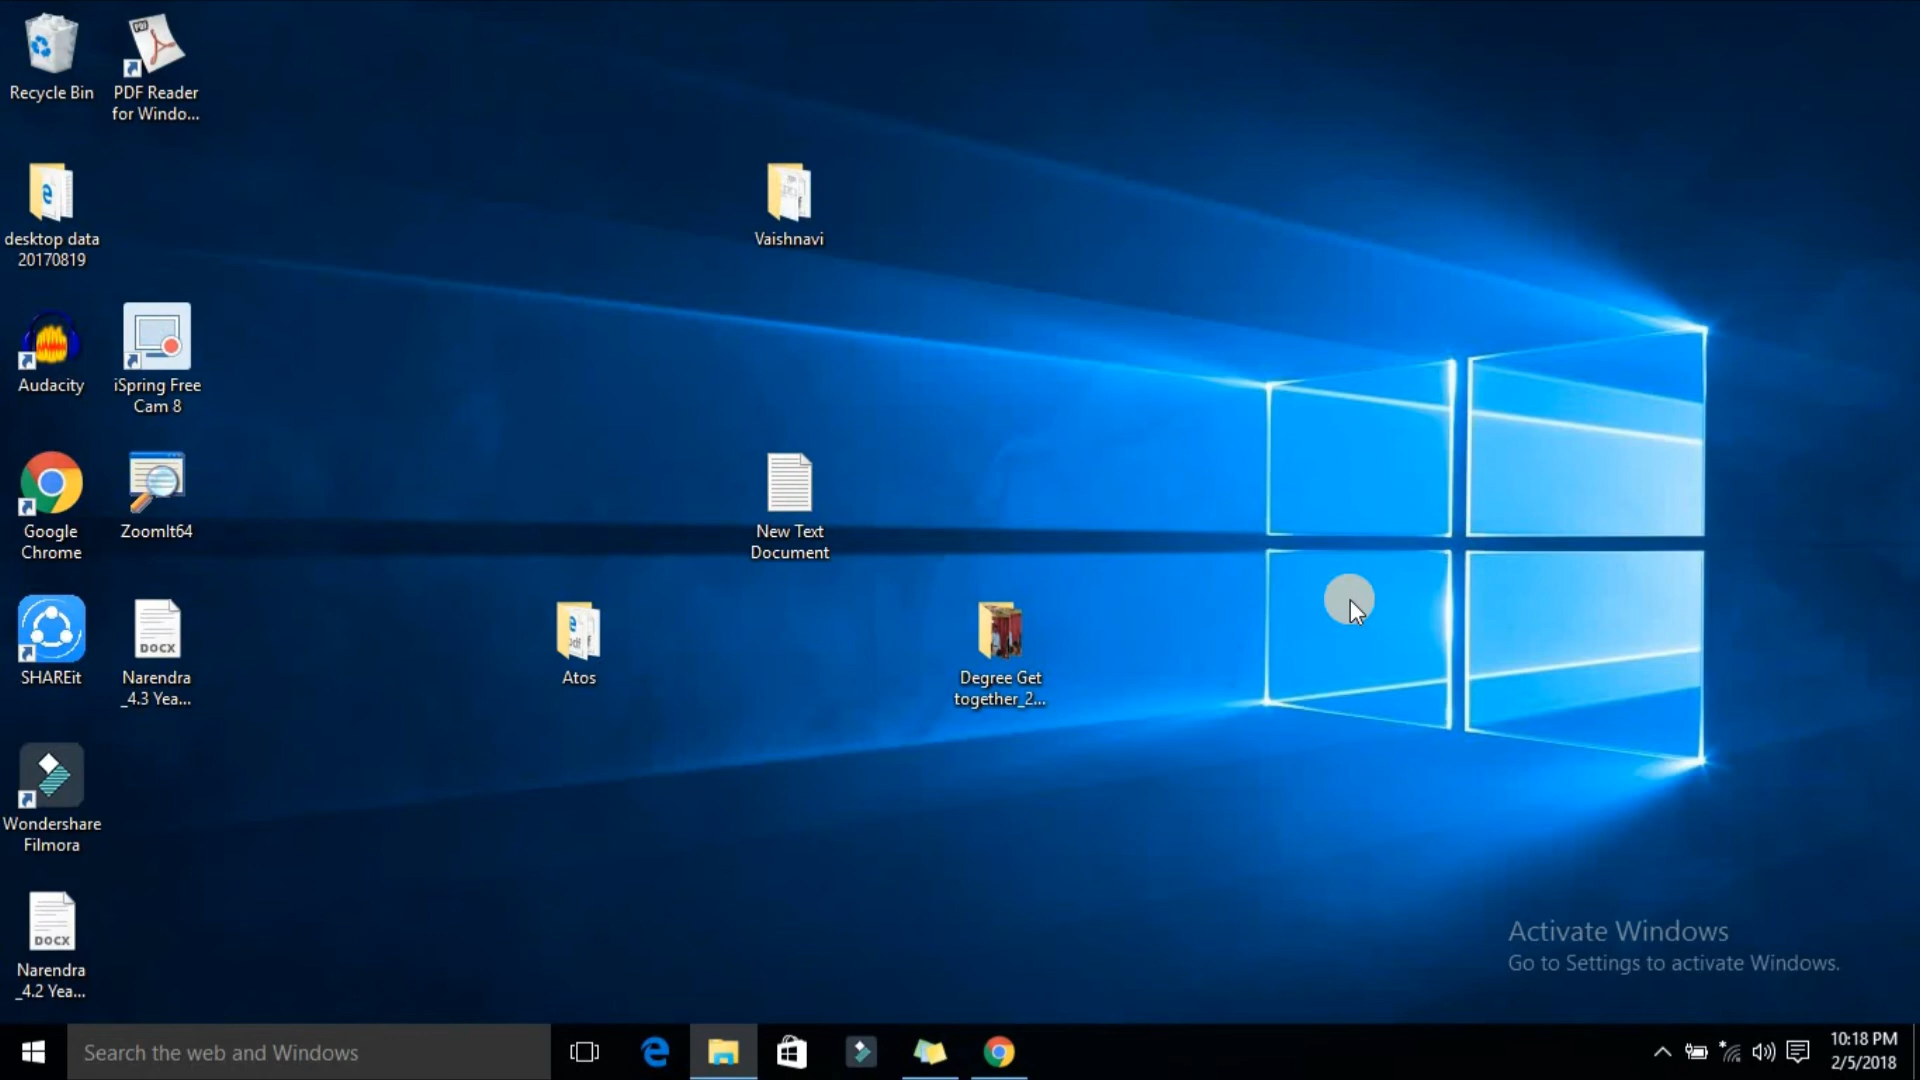 Recycle Bin
PDF Reader
for Windo...
desktop data
20170819
Vaishnavi
Audacity
iSpring Free
Cam 8
Google
Chrome
ZoomIt64
New Text
Document
SHAREit
DOCX
Narendra
_4.3 Yea...
Atos
Degree Get
together_2...
Wondershare
Filmora
DOCX
Narendra
_4.2 Yea...
Activate Windows
Go to Settings to activate Windows.
Search the web and Windows
10:18 PM
2/5/2018